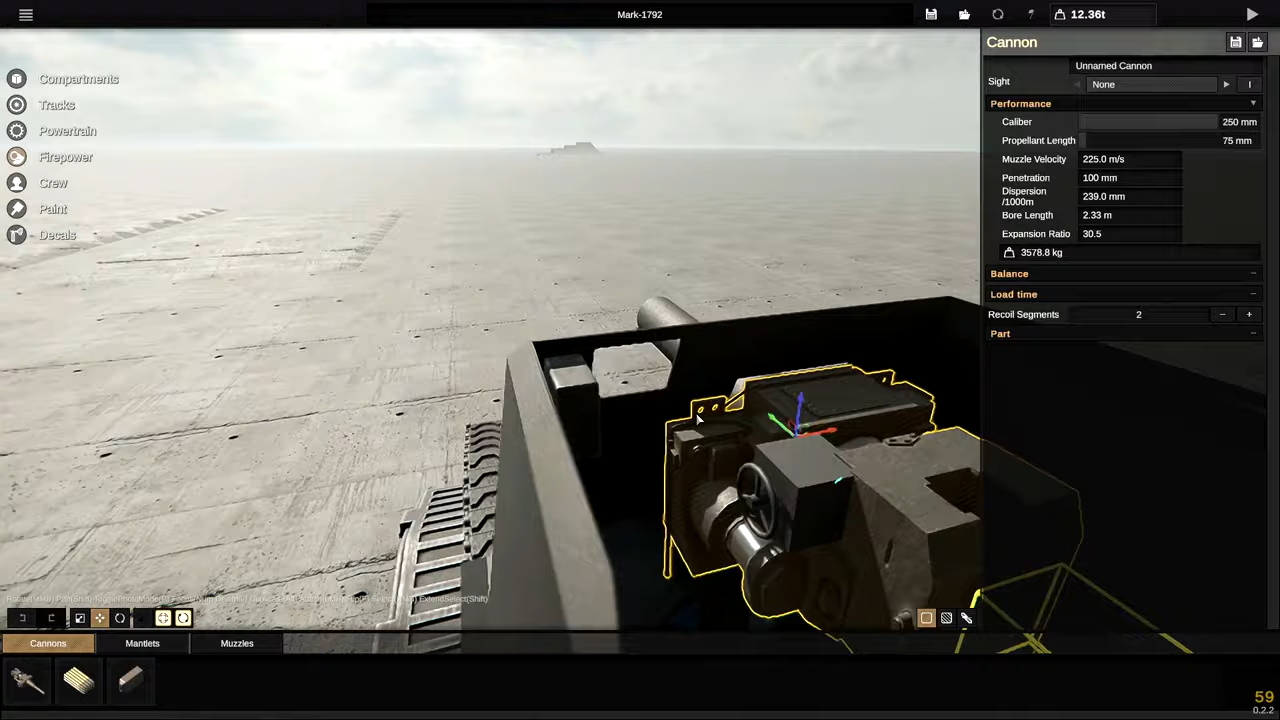 Mark-1792
12.36t
Compartments
Tracks
Powertrain
Firepower
Crew
Paint
Decals
Cannon
Unnamed Cannon
Sight
None
Performance
Caliber
250 mm
Propellant Length
75 mm
Muzzle Velocity
225.0 m/s
Penetration
100 mm
Dispersion
/1000m
239.0 mm
Bore Length
2.33 m
Expansion Ratio
30.5
3578.8 kg
Balance
Load time
Recoil Segments
2
Part
ExtendSelect(Shift)
Cannons
Mantlets
Muzzles
59
0.2.2